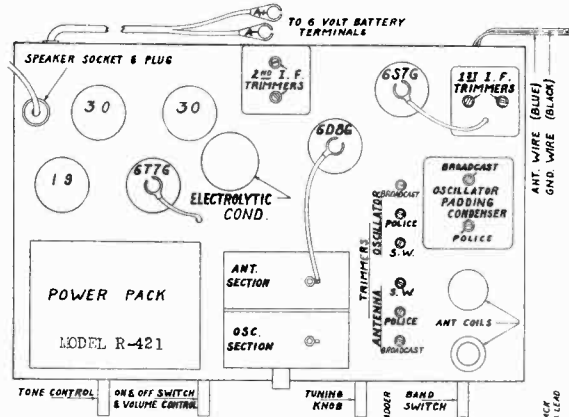 TO 6 VOLT BATTERY
TERMINALS
A+
A-
SPEAKER SOCKET & PLUG
2ND I. F.
TRIMMERS
6S7G
1ST I. F.
TRIMMERS
ANT. WIRE (BLUE)
GND. WIRE (BLACK)
30
30
6D8G
19
6T7G
ELECTROLYTIC
COND.
BROADCAST
OSCILLATOR
PADDING
CONDENSER
POLICE
TRIMMERS
OSCILLATOR
BROADCAST
POLICE
S.W.
ANTENNA
S.W.
POLICE
BROADCAST
ANT COILS
ANT.
SECTION
OSC.
SECTION
POWER PACK
MODEL R-421
TONE CONTROL
ON & OFF SWITCH
& VOLUME CONTROL
TUNING
KNOB
BAND
SWITCH
LEAD